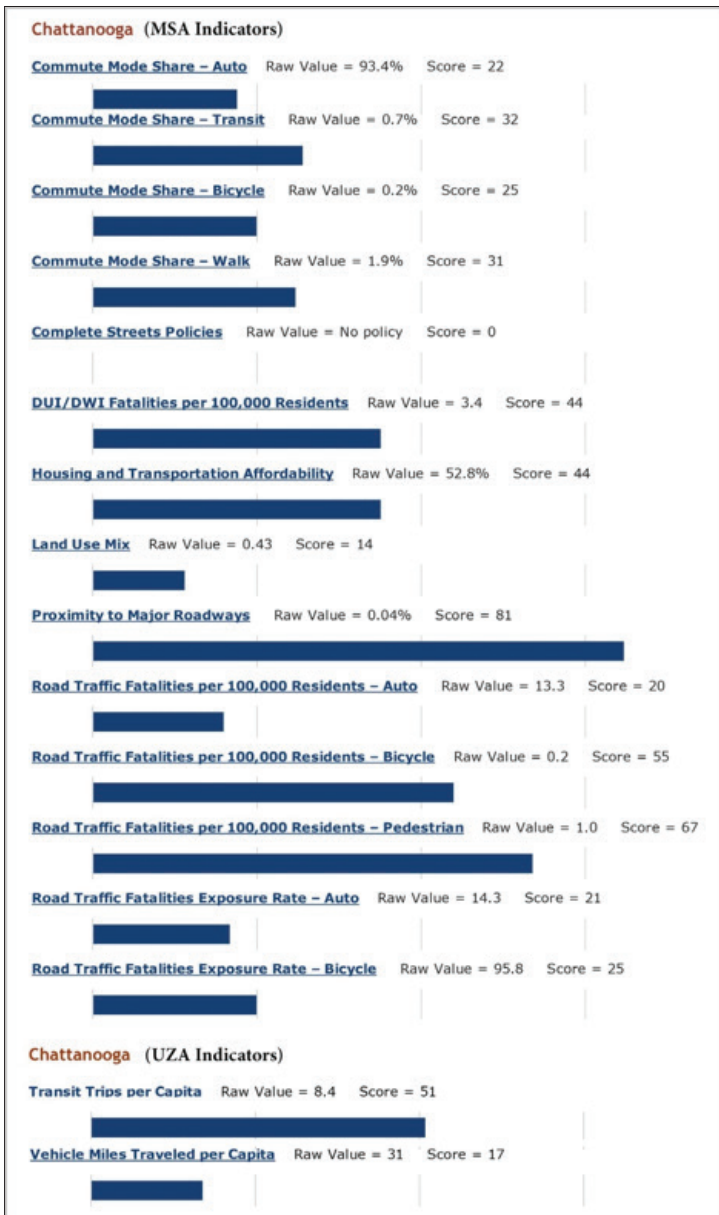 Chattanooga (MSA Indicators)
Commute Mode Share – Auto Raw Value = 93.4% Score = 22
Commute Mode Share – Transit Raw Value = 0.7% Score = 32
Commute Mode Share – Bicycle Raw Value = 0.2% Score = 25
Commute Mode Share – Walk Raw Value = 1.9% Score = 31
Complete Streets Policies Raw Value = No policy Score = 0
DUI/DWI Fatalities per 100,000 Residents Raw Value = 3.4 Score = 44
Housing and Transportation Affordability Raw Value = 52.8% Score = 44
Land Use Mix Raw Value = 0.43 Score = 14
Proximity to Major Roadways Raw Value = 0.04% Score = 81
Road Traffic Fatalities per 100,000 Residents – Auto Raw Value = 13.3 Score = 20
Road Traffic Fatalities per 100,000 Residents – Bicycle Raw Value = 0.2 Score = 55
Road Traffic Fatalities per 100,000 Residents – Pedestrian Raw Value = 1.0 Score = 67
Road Traffic Fatalities Exposure Rate – Auto Raw Value = 14.3 Score = 21
Road Traffic Fatalities Exposure Rate – Bicycle Raw Value = 95.8 Score = 25
Chattanooga (UZA Indicators)
Transit Trips per Capita Raw Value = 8.4 Score = 51
Vehicle Miles Traveled per Capita Raw Value = 31 Score = 17